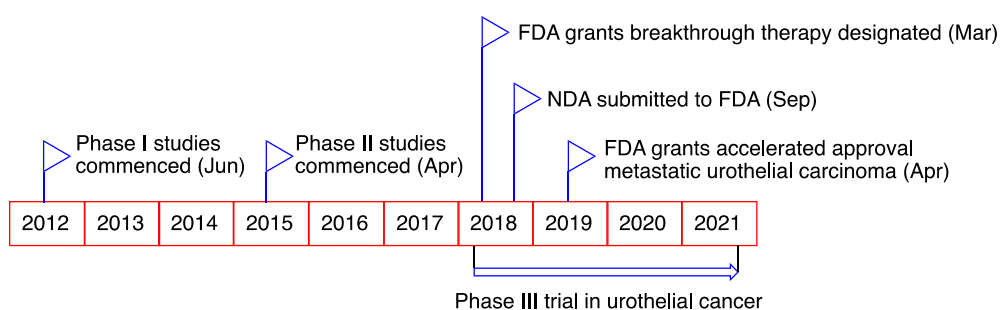 FDA grants breakthrough therapy designated (Mar)
NDA submitted to FDA (Sep)
Phase I studies
commenced (Jun)
Phase II studies
commenced (Apr)
FDA grants accelerated approval
metastatic urothelial carcinoma (Apr)
2012 2013 2014 2015 2016 2017 2018 2019 2020 2021
Phase III trial in urothelial cancer